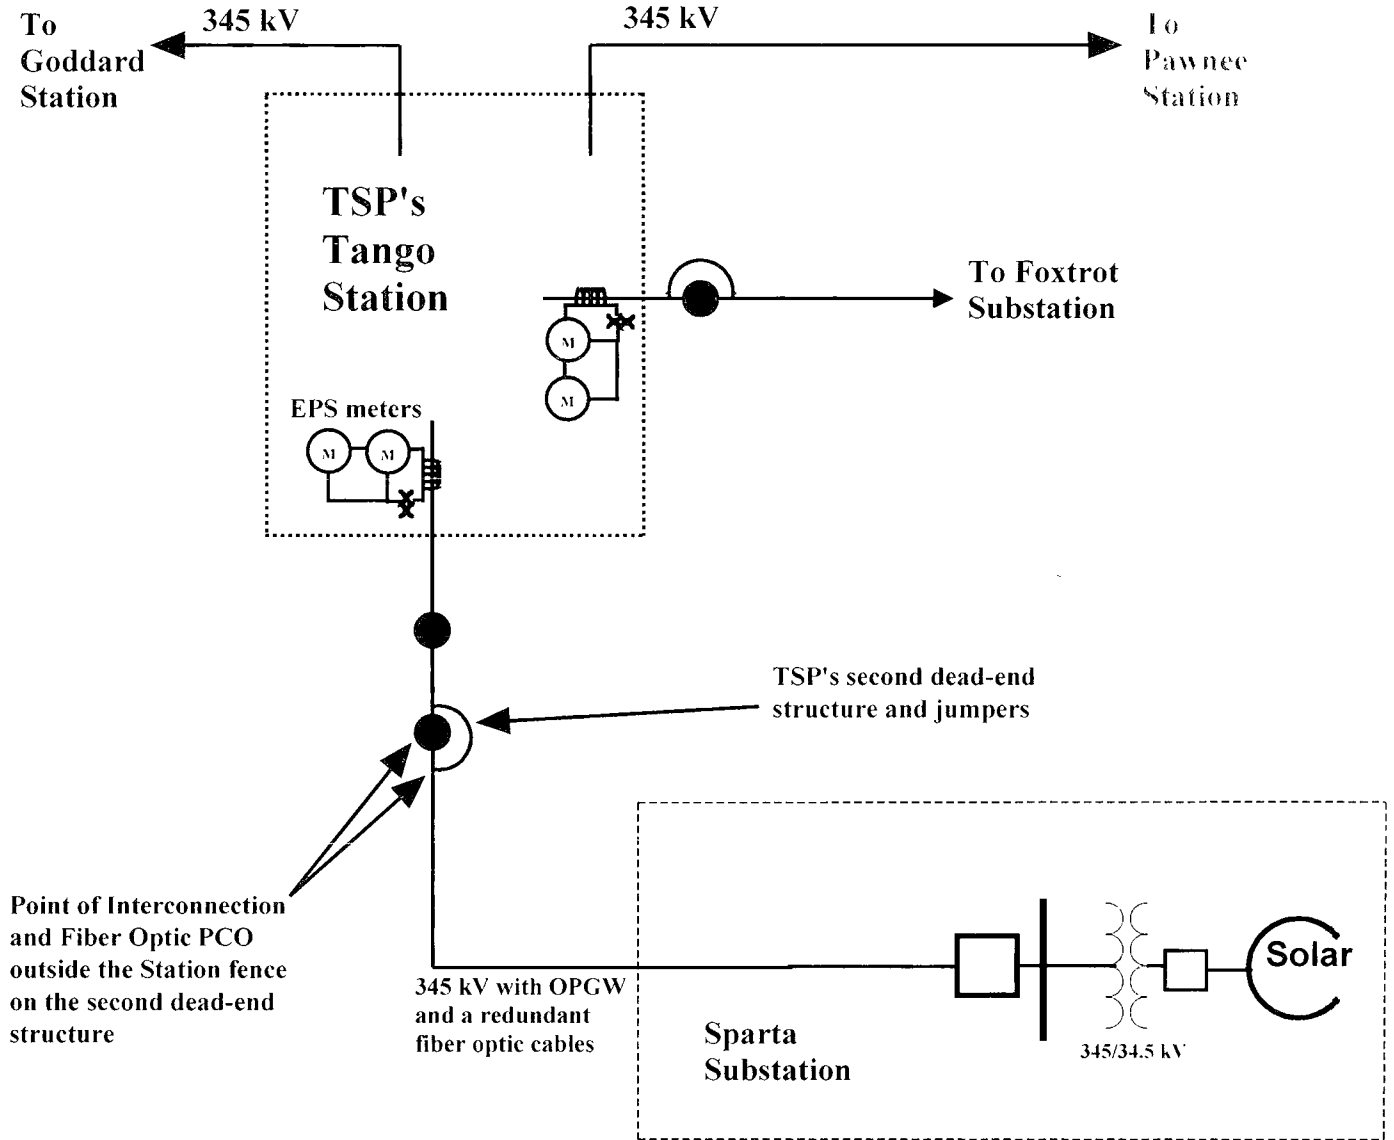 To
Goddard
Station
345 kV
345 kV
To
Pawnee
Station
TSP's
Tango
Station
To Foxtrot
Substation
M
M
EPS meters
M
M
TSP's second dead-end
structure and jumpers
Point of Interconnection
and Fiber Optic PCO
outside the Station fence
on the second dead-end
structure
345 kV with OPGW
and a redundant
fiber optic cables
Solar
Sparta
Substation
345/34.5 kV